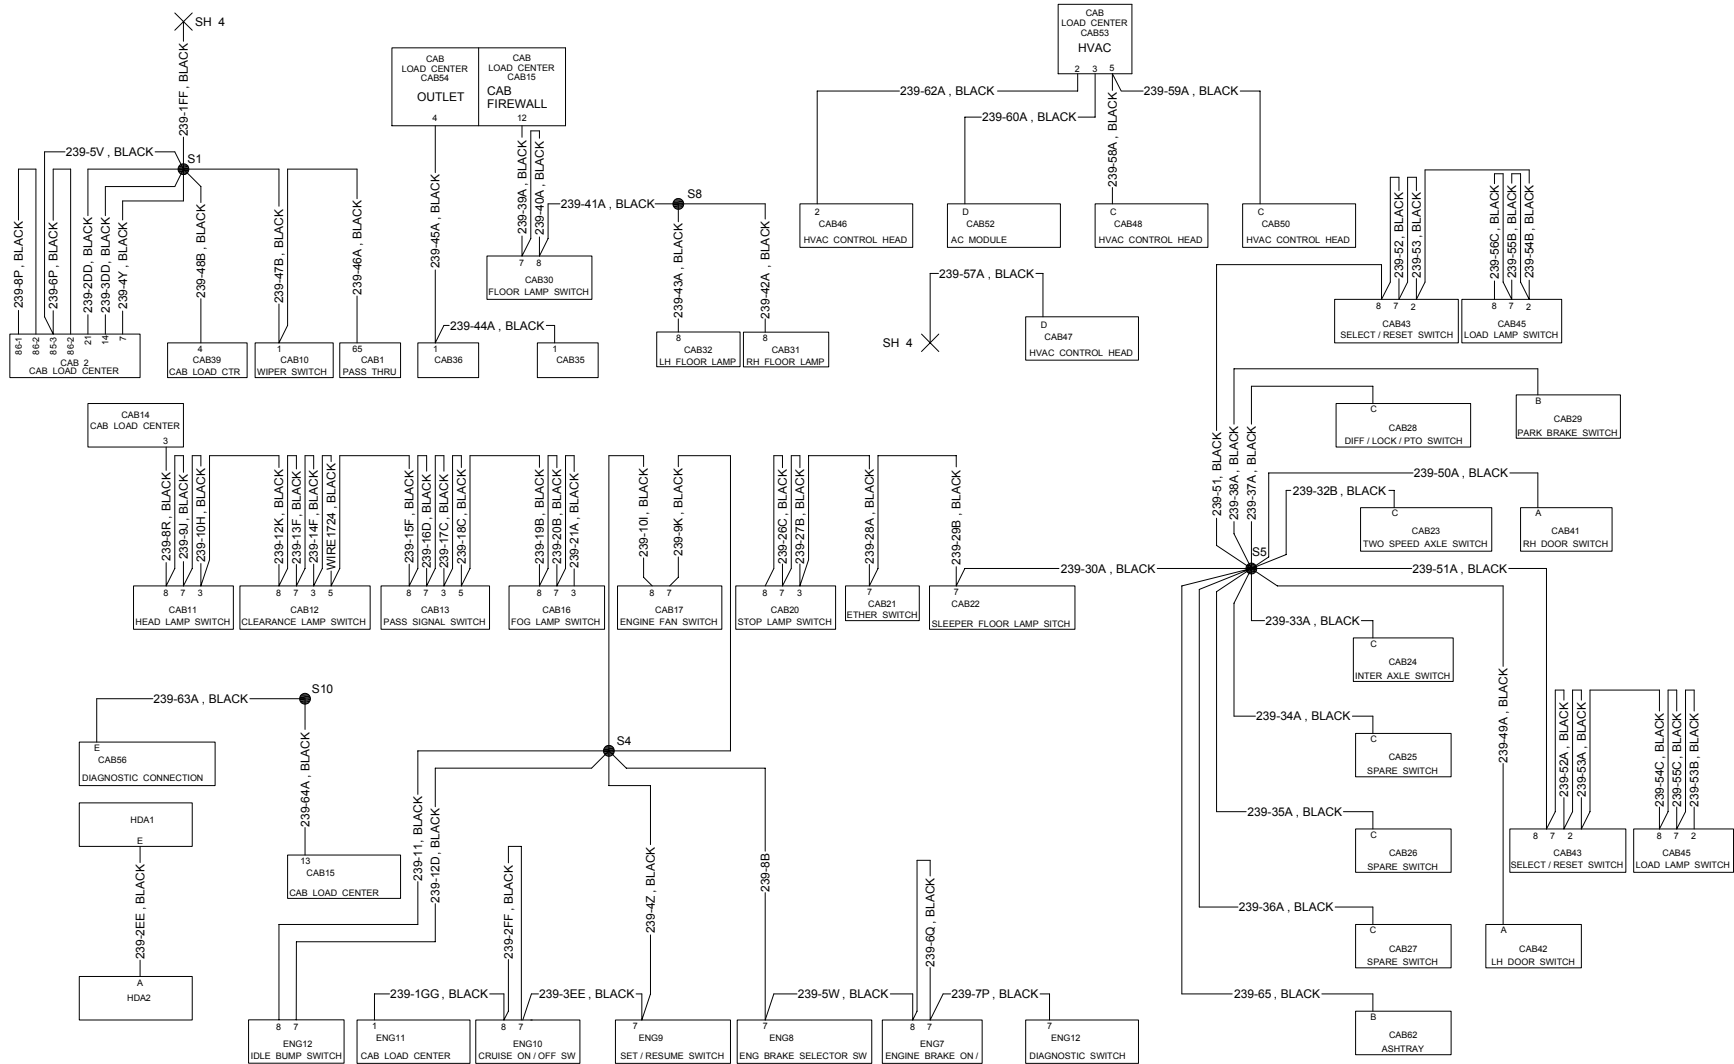 SH 4
239-1FF , BLACK
239-5V , BLACK
S1
239-8P , BLACK
239-6P , BLACK
239-2DD , BLACK
239-3DD , BLACK
239-4Y , BLACK
239-48B , BLACK
239-47B , BLACK
239-46A , BLACK
86-1
86-2
85-3
86-2
21
14
7
CAB 2
CAB LOAD CENTER
4
CAB39
CAB LOAD CTR
1
CAB10
WIPER SWITCH
65
CAB1
PASS THRU
CAB
LOAD CENTER
CAB54
OUTLET
4
CAB
LOAD CENTER
CAB15
CAB
FIREWALL
12
239-45A , BLACK
239-39A , BLACK
239-40A , BLACK
239-41A , BLACK
S8
7 8
CAB30
FLOOR LAMP SWITCH
239-43A , BLACK
239-42A , BLACK
239-44A , BLACK
1
CAB36
1
CAB35
8
CAB32
LH FLOOR LAMP
8
CAB31
RH FLOOR LAMP
CAB
LOAD CENTER
CAB53
HVAC
2 3 5
239-62A , BLACK
239-59A , BLACK
239-60A , BLACK
239-58A , BLACK
2
CAB46
HVAC CONTROL HEAD
D
CAB52
AC MODULE
C
CAB48
HVAC CONTROL HEAD
C
CAB50
HVAC CONTROL HEAD
239-57A , BLACK
SH 4
D
CAB47
HVAC CONTROL HEAD
239-52 , BLACK
239-53 , BLACK
239-56C , BLACK
239-55B , BLACK
239-54B , BLACK
8 7 2
CAB43
SELECT / RESET SWITCH
8 7 2
CAB45
LOAD LAMP SWITCH
CAB14
CAB LOAD CENTER
3
239-8R , BLACK
239-9J , BLACK
239-10H , BLACK
239-12K , BLACK
239-13F , BLACK
239-14F , BLACK
WIRE1724 , BLACK
239-15F , BLACK
239-16D , BLACK
239-17C , BLACK
239-18C , BLACK
239-19B , BLACK
239-20B , BLACK
239-21A , BLACK
239-10I , BLACK
239-9K , BLACK
239-26C , BLACK
239-27B , BLACK
239-28A , BLACK
239-29B , BLACK
8 7 3
CAB11
HEAD LAMP SWITCH
8 7 3 5
CAB12
CLEARANCE LAMP SWITCH
8 7 3 5
CAB13
PASS SIGNAL SWITCH
8 7 3
CAB16
FOG LAMP SWITCH
8 7
CAB17
ENGINE FAN SWITCH
8 7 3
CAB20
STOP LAMP SWITCH
7
CAB21
ETHER SWITCH
7
CAB22
SLEEPER FLOOR LAMP SITCH
239-30A , BLACK
S5
239-51 , BLACK
239-38A , BLACK
239-37A , BLACK
C
CAB28
DIFF / LOCK / PTO SWITCH
B
CAB29
PARK BRAKE SWITCH
239-50A , BLACK
239-32B , BLACK
C
CAB23
TWO SPEED AXLE SWITCH
A
CAB41
RH DOOR SWITCH
239-51A , BLACK
239-33A , BLACK
C
CAB24
INTER AXLE SWITCH
239-34A , BLACK
C
CAB25
SPARE SWITCH
239-35A , BLACK
C
CAB26
SPARE SWITCH
239-36A , BLACK
C
CAB27
SPARE SWITCH
239-65 , BLACK
B
CAB62
ASHTRAY
239-49A , BLACK
A
CAB42
LH DOOR SWITCH
239-52A , BLACK
239-53A , BLACK
239-54C , BLACK
239-55C , BLACK
239-53B , BLACK
8 7 2
CAB43
SELECT / RESET SWITCH
8 7 2
CAB45
LOAD LAMP SWITCH
239-63A , BLACK
S10
E
CAB56
DIAGNOSTIC CONNECTION
239-64A , BLACK
13
CAB15
CAB LOAD CENTER
HDA1
E
239-2EE , BLACK
A
HDA2
S4
239-11 , BLACK
239-12D , BLACK
239-2FF , BLACK
239-4Z , BLACK
239-8B
239-6Q , BLACK
239-1GG , BLACK
239-3EE , BLACK
239-5W , BLACK
239-7P , BLACK
8 7
ENG12
IDLE BUMP SWITCH
1
ENG11
CAB LOAD CENTER
8 7
ENG10
CRUISE ON / OFF SW
7
ENG9
SET / RESUME SWITCH
7
ENG8
ENG BRAKE SELECTOR SW
8 7
ENG7
ENGINE BRAKE ON /
7
ENG12
DIAGNOSTIC SWITCH